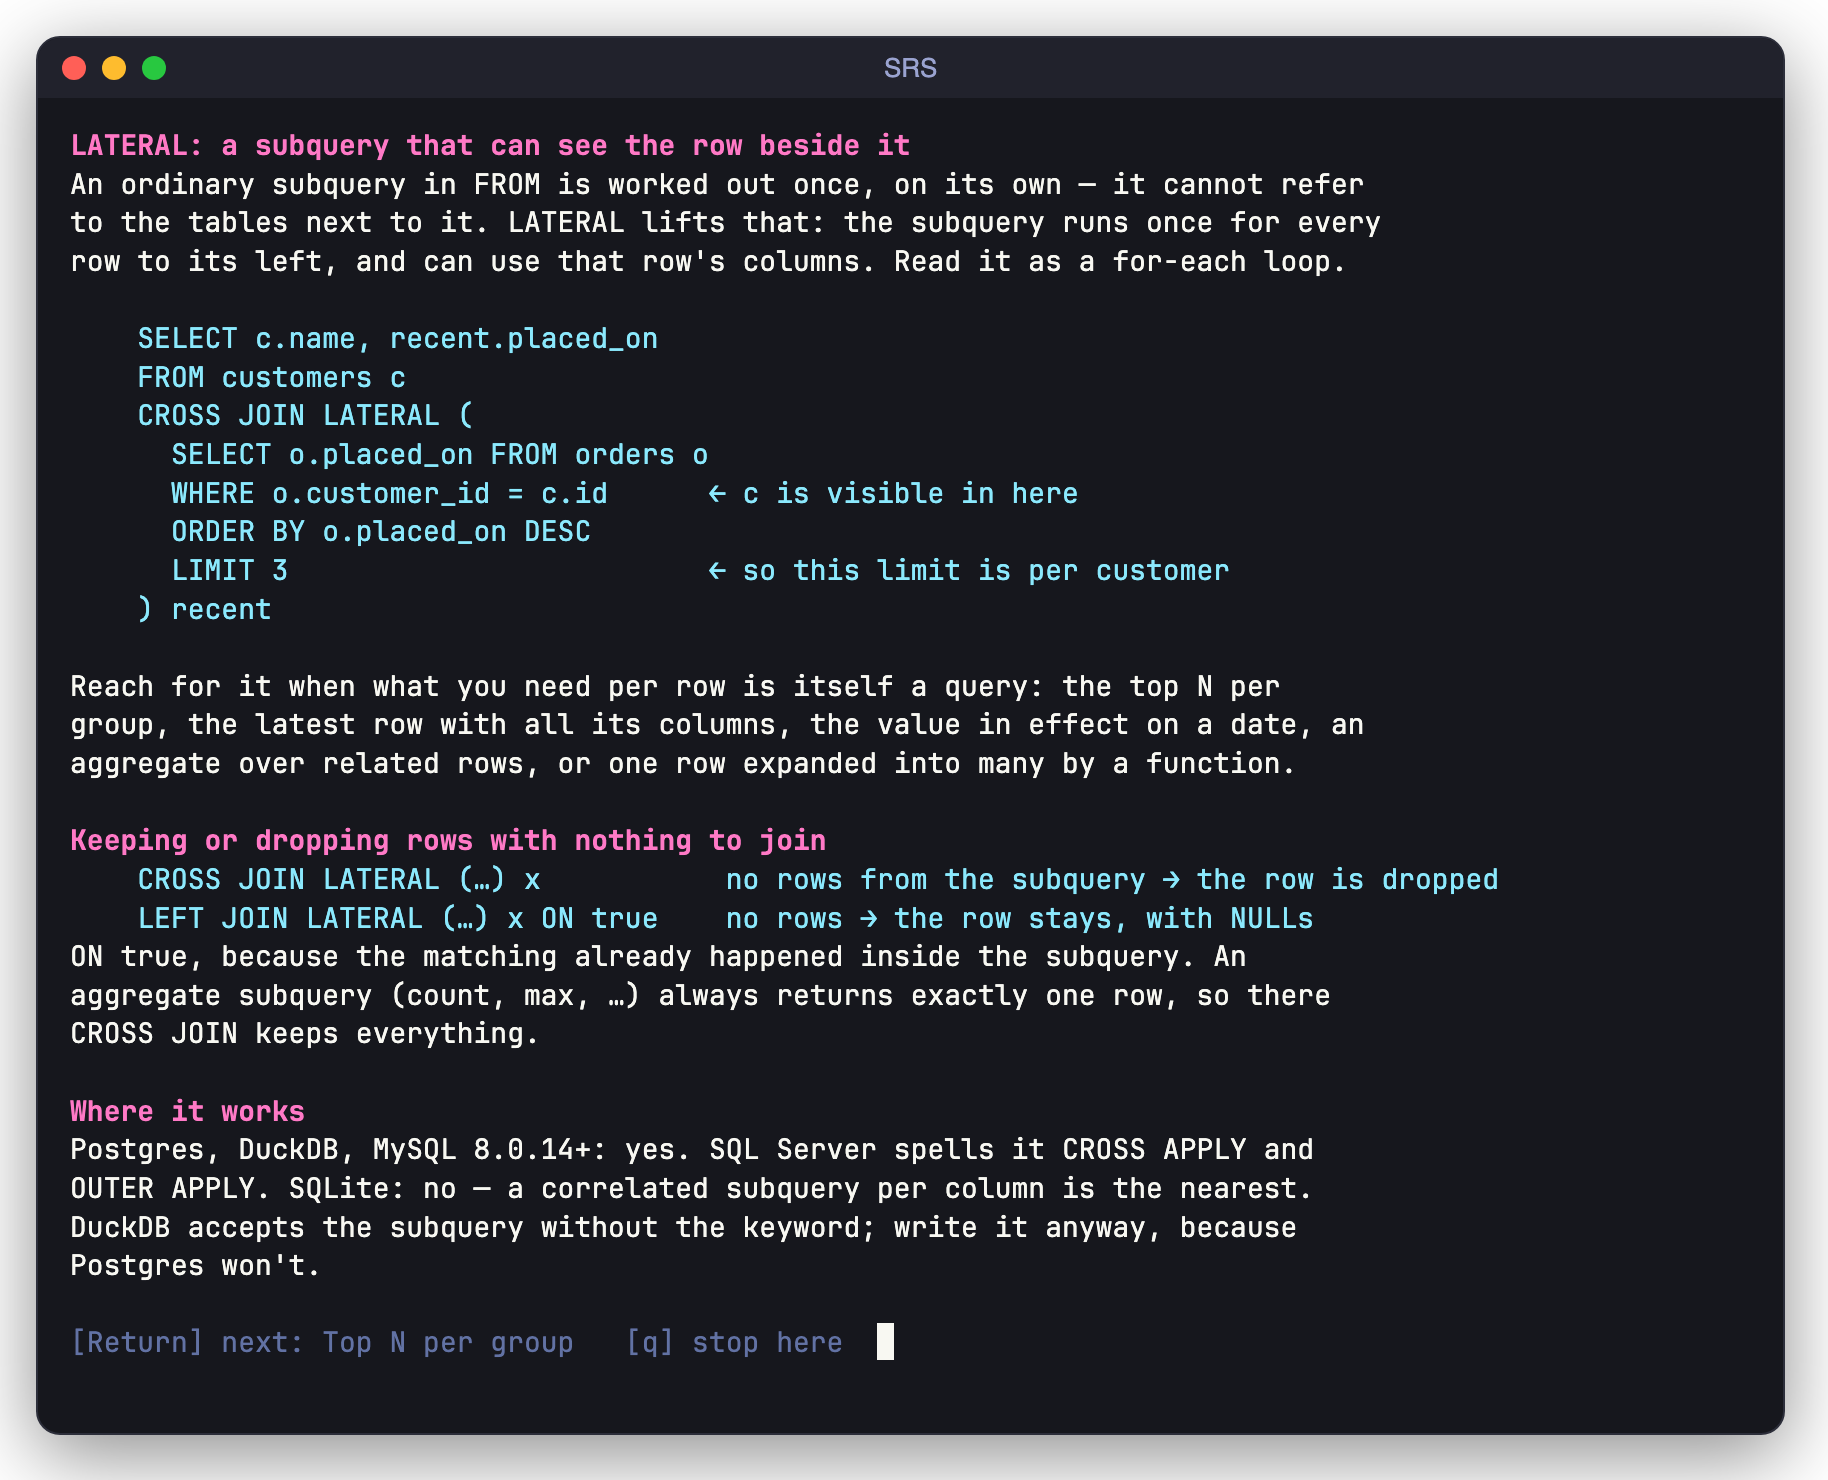 SRS
LATERAL: a subquery that can see the row beside it
An ordinary subquery in FROM is worked out once, on its own — it cannot refer
to the tables next to it. LATERAL lifts that: the subquery runs once for every
row to its left, and can use that row's columns. Read it as a for-each loop.
SELECT c.name, recent.placed_on
FROM customers c
CROSS JOIN LATERAL (
SELECT o.placed_on FROM orders o
WHERE o.customer_id = c.id      ← c is visible in here
ORDER BY o.placed_on DESC
LIMIT 3                         ← so this limit is per customer
) recent
Reach for it when what you need per row is itself a query: the top N per
group, the latest row with all its columns, the value in effect on a date, an
aggregate over related rows, or one row expanded into many by a function.
Keeping or dropping rows with nothing to join
CROSS JOIN LATERAL (…) x           no rows from the subquery → the row is dropped
LEFT JOIN LATERAL (…) x ON true    no rows → the row stays, with NULLs
ON true, because the matching already happened inside the subquery. An
aggregate subquery (count, max, …) always returns exactly one row, so there
CROSS JOIN keeps everything.
Where it works
Postgres, DuckDB, MySQL 8.0.14+: yes. SQL Server spells it CROSS APPLY and
OUTER APPLY. SQLite: no — a correlated subquery per column is the nearest.
DuckDB accepts the subquery without the keyword; write it anyway, because
Postgres won't.
[Return] next: Top N per group   [q] stop here